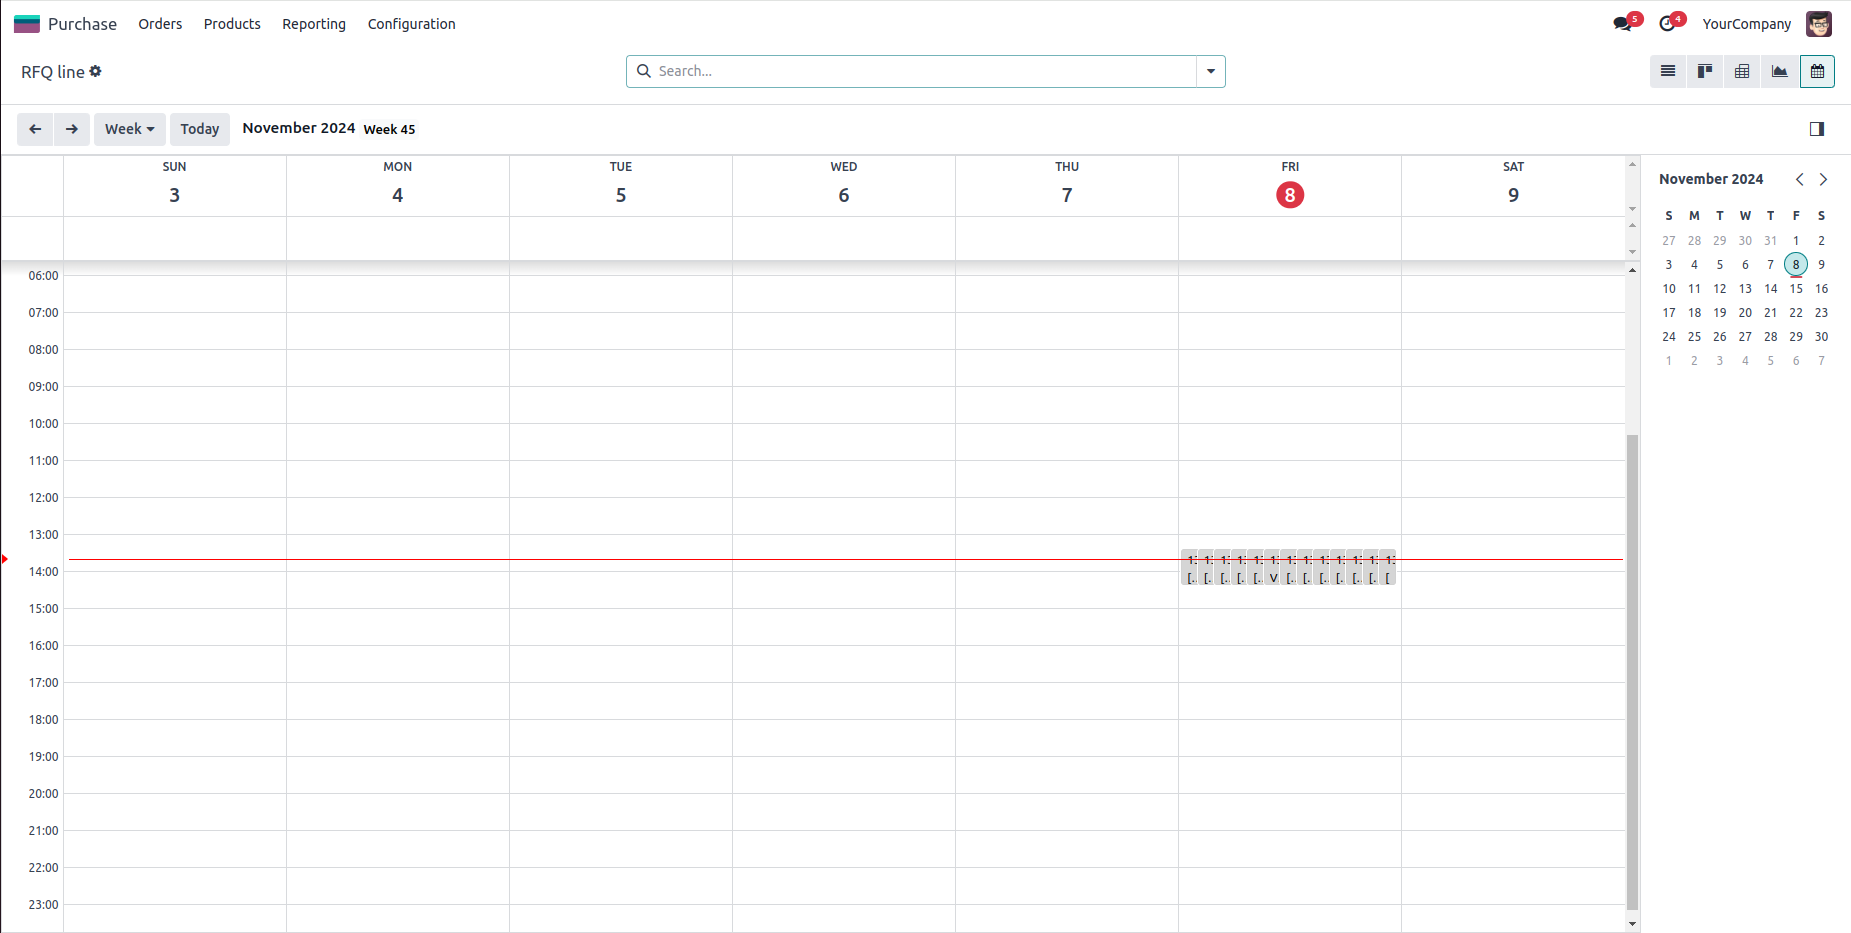 Purchase Orders Products Reporting Configuration 5 4 YourCompany
RFQ line Search...
Week Today November 2024 Week 45
SUN MON TUE WED THU FRI SAT
3 4 5 6 7 8 9
06:00
07:00
08:00
09:00
10:00
11:00
12:00
13:00
14:00
15:00
16:00
17:00
18:00
19:00
20:00
21:00
22:00
23:00
November 2024
S M T W T F S
27 28 29 30 31 1 2
3 4 5 6 7 8 9
10 11 12 13 14 15 16
17 18 19 20 21 22 23
24 25 26 27 28 29 30
1 2 3 4 5 6 7